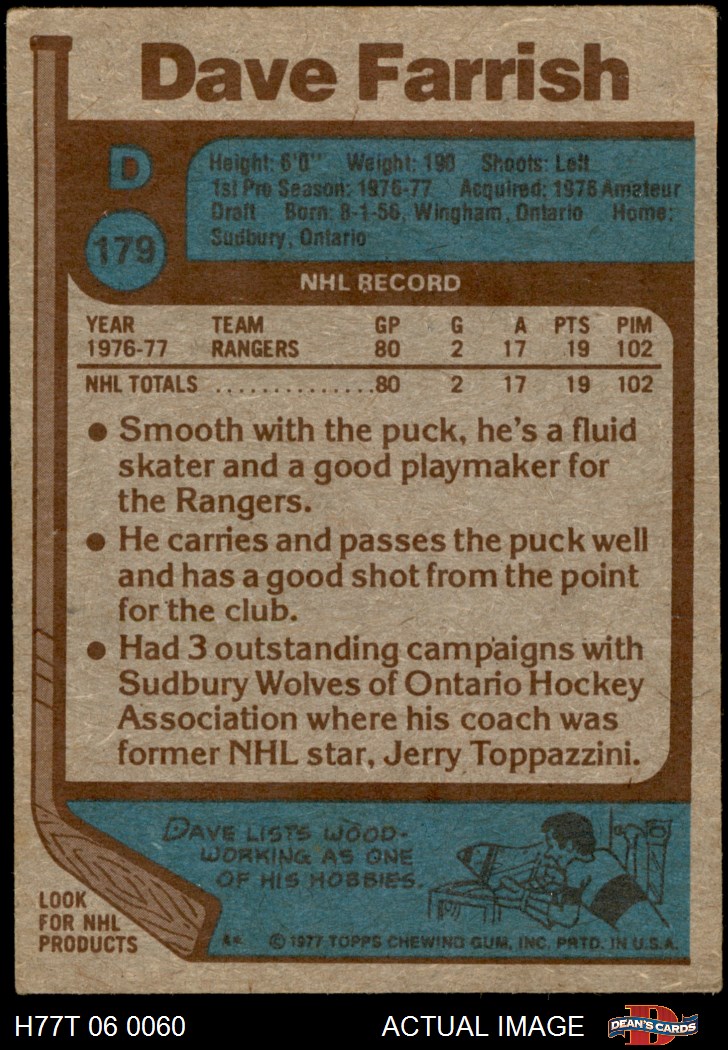 Dave Farrish
D
179
Height: 6'0" Weight: 190 Shoots: Left
1st Pro Season: 1976-77 Acquired: 1976 Amateur
Draft Born: 8-1-56, Wingham, Ontario Home:
Sudbury, Ontario
NHL RECORD
YEAR TEAM GP G A PTS PIM
1976-77 RANGERS 80 2 17 19 102
NHL TOTALS ..............80 2 17 19 102
● Smooth with the puck, he's a fluid
skater and a good playmaker for
the Rangers.
● He carries and passes the puck well
and has a good shot from the point
for the club.
● Had 3 outstanding campaigns with
Sudbury Wolves of Ontario Hockey
Association where his coach was
former NHL star, Jerry Toppazzini.
DAVE LISTS WOOD-
WORKING AS ONE
OF HIS HOBBIES.
LOOK
FOR NHL
PRODUCTS
© 1977 TOPPS CHEWING GUM, INC. PRTD. IN U.S.A.
H77T 06 0060
ACTUAL IMAGE
DEAN'S CARDS